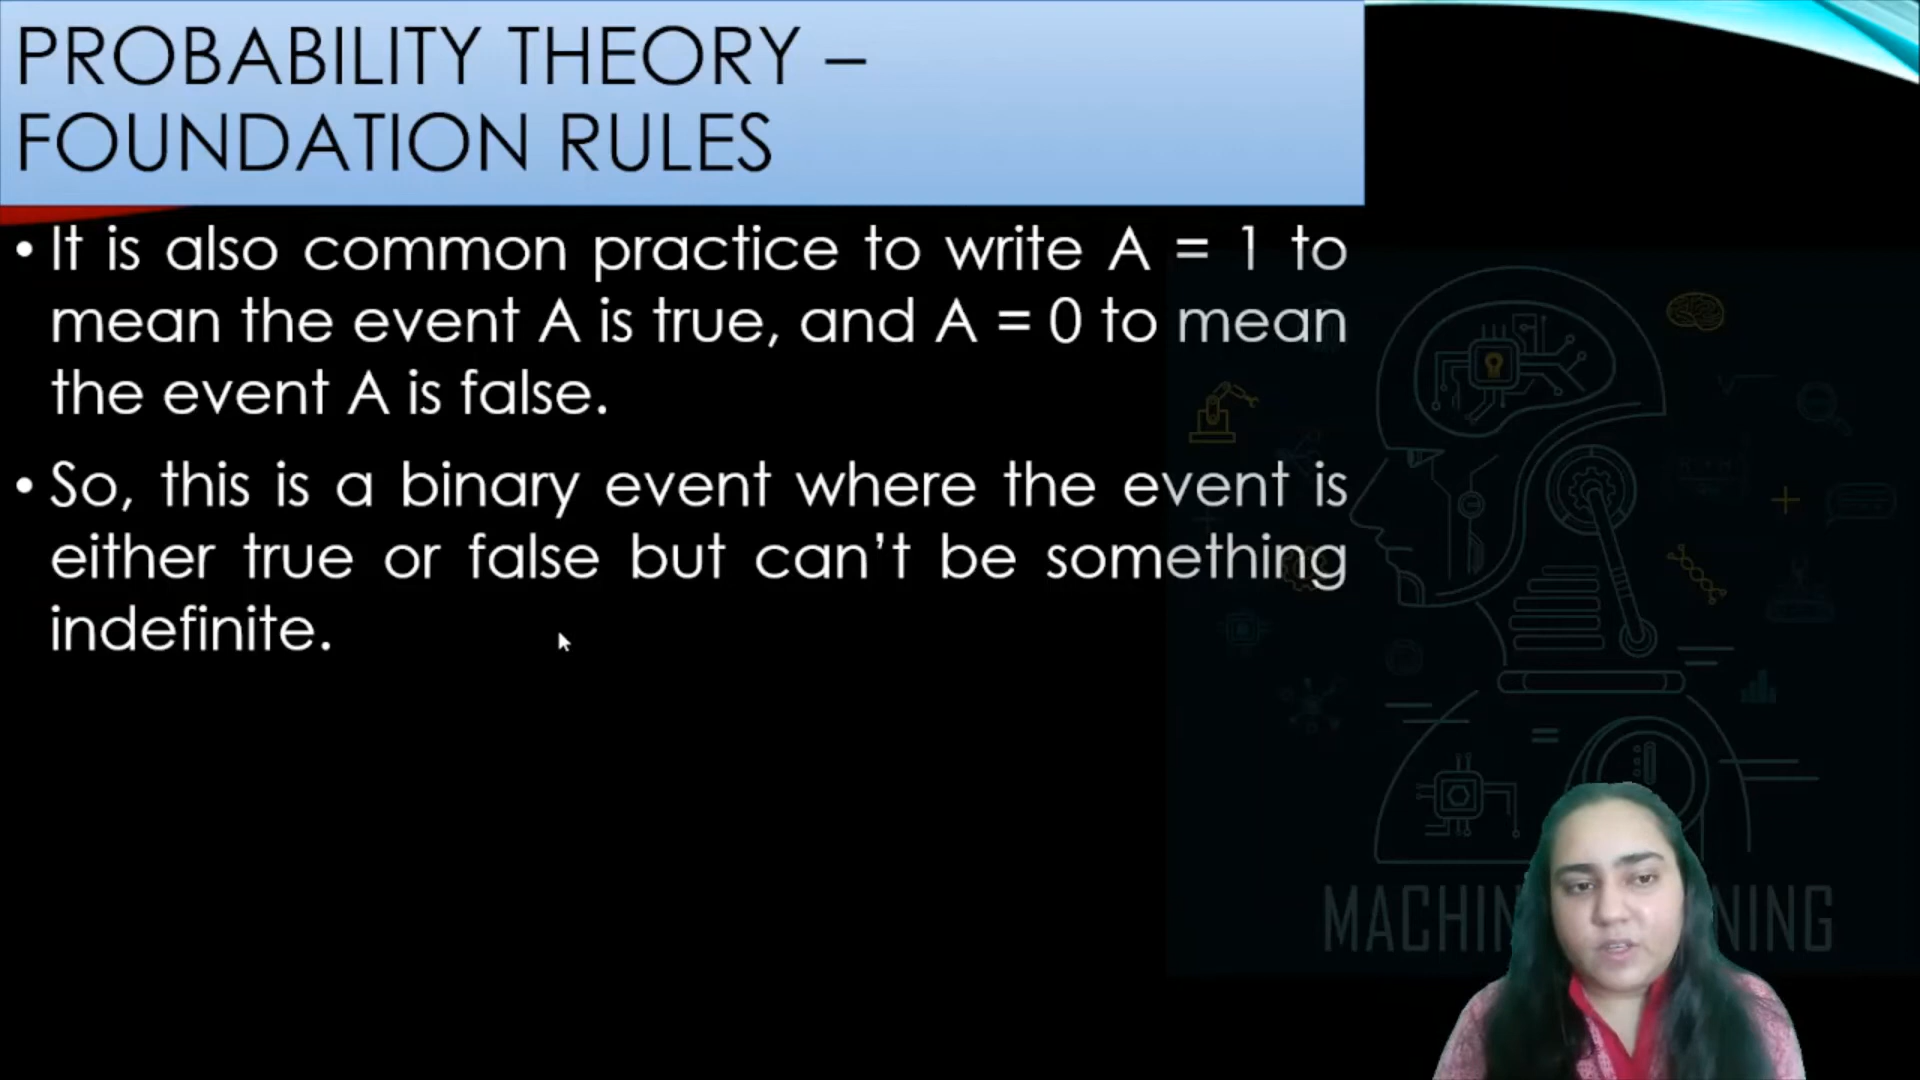 PROBABILITY THEORY –
FOUNDATION RULES
• It is also common practice to write A = 1 to
mean the event A is true, and A = 0 to mean
the event A is false.
• So, this is a binary event where the event is
either true or false but can't be something
indefinite.
MACHIN NING